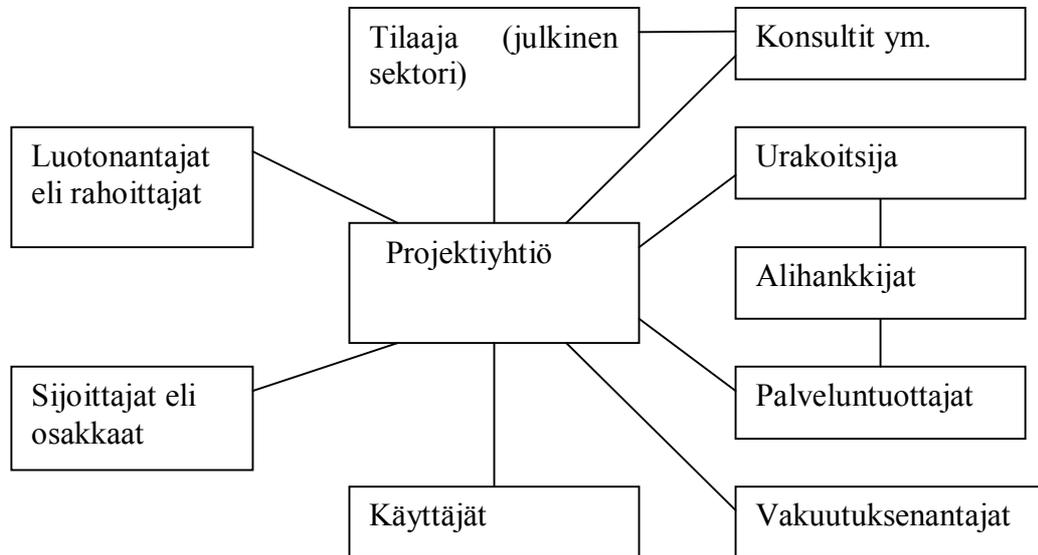 Tilaaja (julkinen
sektori)
Konsultit ym.
Luotonantajat
eli rahoittajat
Urakoitsija
Projektiyhtiö
Alihankkijat
Sijoittajat eli
osakkaat
Palveluntuottajat
Käyttäjät
Vakuutuksenantajat